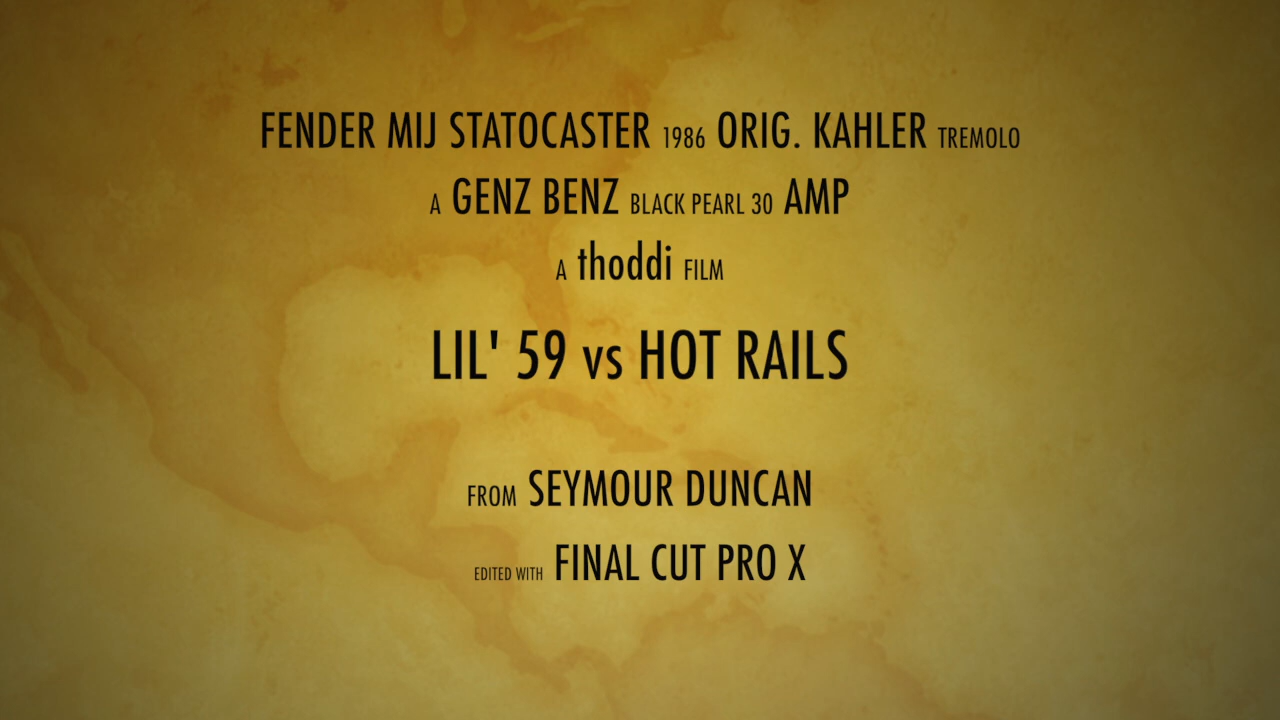 FENDER MIJ STATOCASTER 1986 ORIG. KAHLER TREMOLO
A GENZ BENZ BLACK PEARL 30 AMP
A thoddi FILM
LIL' 59 vs HOT RAILS
FROM SEYMOUR DUNCAN
EDITED WITH FINAL CUT PRO X